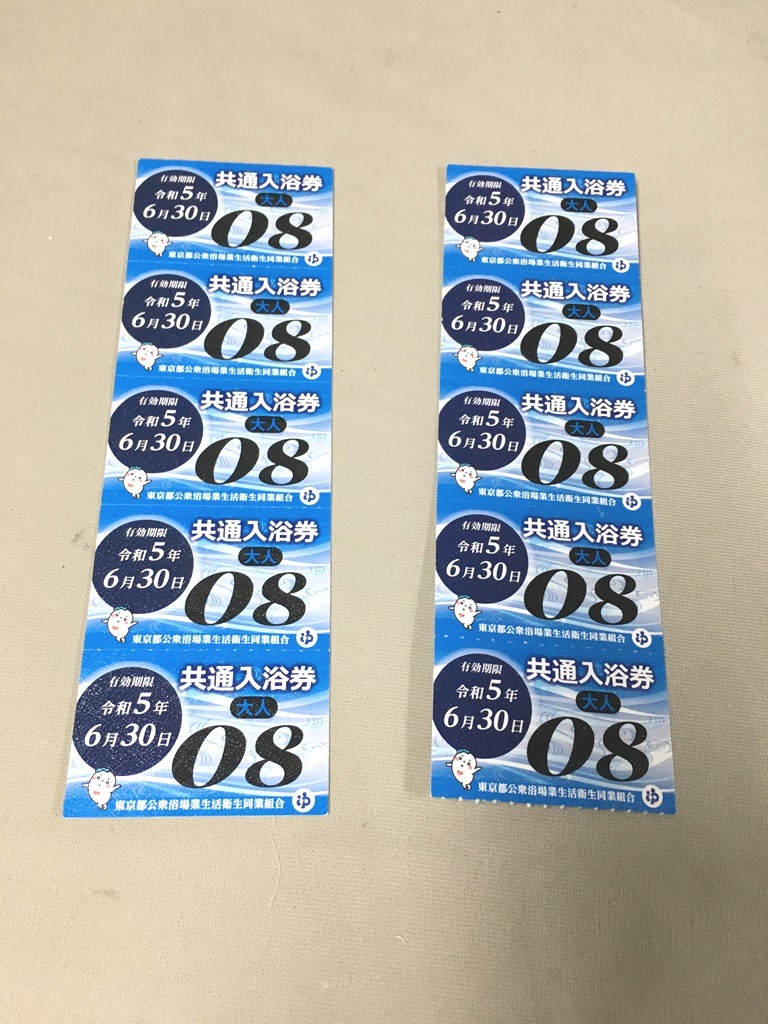 有効期限
令和5年
6月30日
共通入浴券
大人
08
東京都公衆浴場業生活衛生同業組合
ゆ
有効期限
令和5年
6月30日
共通入浴券
大人
08
東京都公衆浴場業生活衛生同業組合
ゆ
有効期限
令和5年
6月30日
共通入浴券
大人
08
東京都公衆浴場業生活衛生同業組合
ゆ
有効期限
令和5年
6月30日
共通入浴券
大人
08
東京都公衆浴場業生活衛生同業組合
ゆ
有効期限
令和5年
6月30日
共通入浴券
大人
08
東京都公衆浴場業生活衛生同業組合
ゆ
有効期限
令和5年
6月30日
共通入浴券
大人
08
東京都公衆浴場業生活衛生同業組合
ゆ
有効期限
令和5年
6月30日
共通入浴券
大人
08
東京都公衆浴場業生活衛生同業組合
ゆ
有効期限
令和5年
6月30日
共通入浴券
大人
08
東京都公衆浴場業生活衛生同業組合
ゆ
有効期限
令和5年
6月30日
共通入浴券
大人
08
東京都公衆浴場業生活衛生同業組合
ゆ
有効期限
令和5年
6月30日
共通入浴券
大人
08
東京都公衆浴場業生活衛生同業組合
ゆ